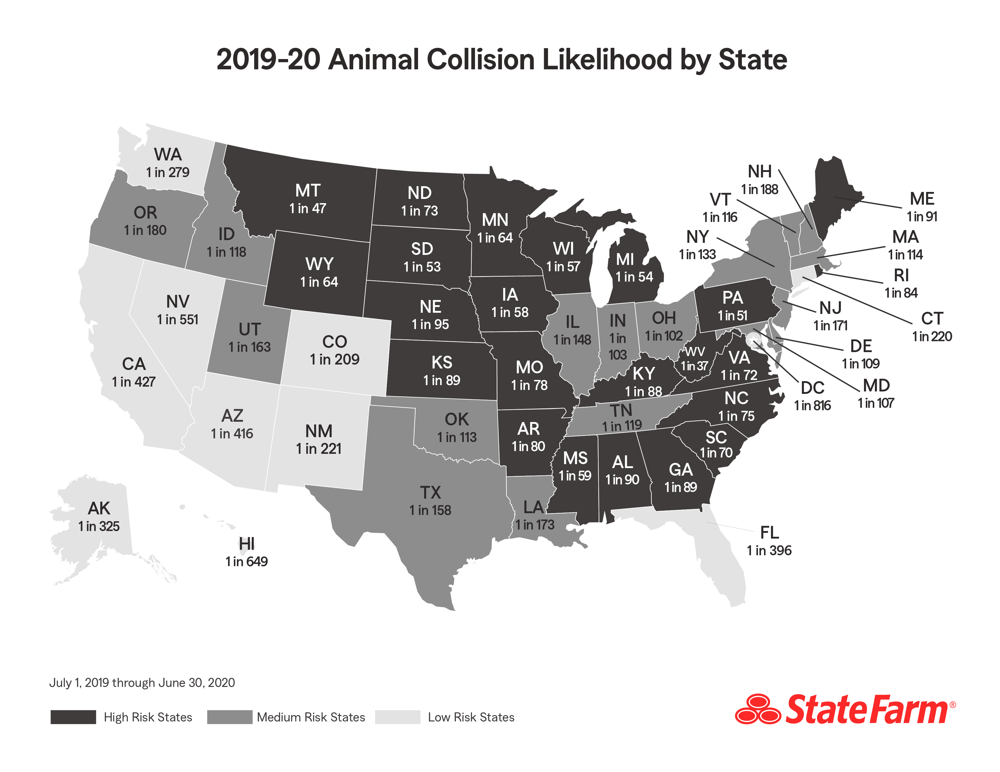 2019-20 Animal Collision Likelihood by State
WA
1 in 279
OR
1 in 180
ID
1 in 118
MT
1 in 47
ND
1 in 73
MN
1 in 64
SD
1 in 53
WY
1 in 64
WI
1 in 57
MI
1 in 54
NH
1 in 188
VT
1 in 116
NY
1 in 133
ME
1 in 91
MA
1 in 114
RI
1 in 84
CT
1 in 220
NJ
1 in 171
DE
1 in 109
MD
1 in 107
DC
1 in 816
PA
1 in 51
NV
1 in 551
UT
1 in 163
CO
1 in 209
CA
1 in 427
NE
1 in 95
IA
1 in 58
IL
1 in 148
IN
1 in
103
OH
1 in 102
WV
1 in 37
VA
1 in 72
KS
1 in 89
MO
1 in 78
KY
1 in 88
NC
1 in 75
TN
1 in 119
AZ
1 in 416
NM
1 in 221
OK
1 in 113
AR
1 in 80
SC
1 in 70
MS
1 in 59
AL
1 in 90
GA
1 in 89
TX
1 in 158
LA
1 in 173
FL
1 in 396
AK
1 in 325
HI
1 in 649
July 1, 2019 through June 30, 2020
High Risk States
Medium Risk States
Low Risk States
StateFarm®